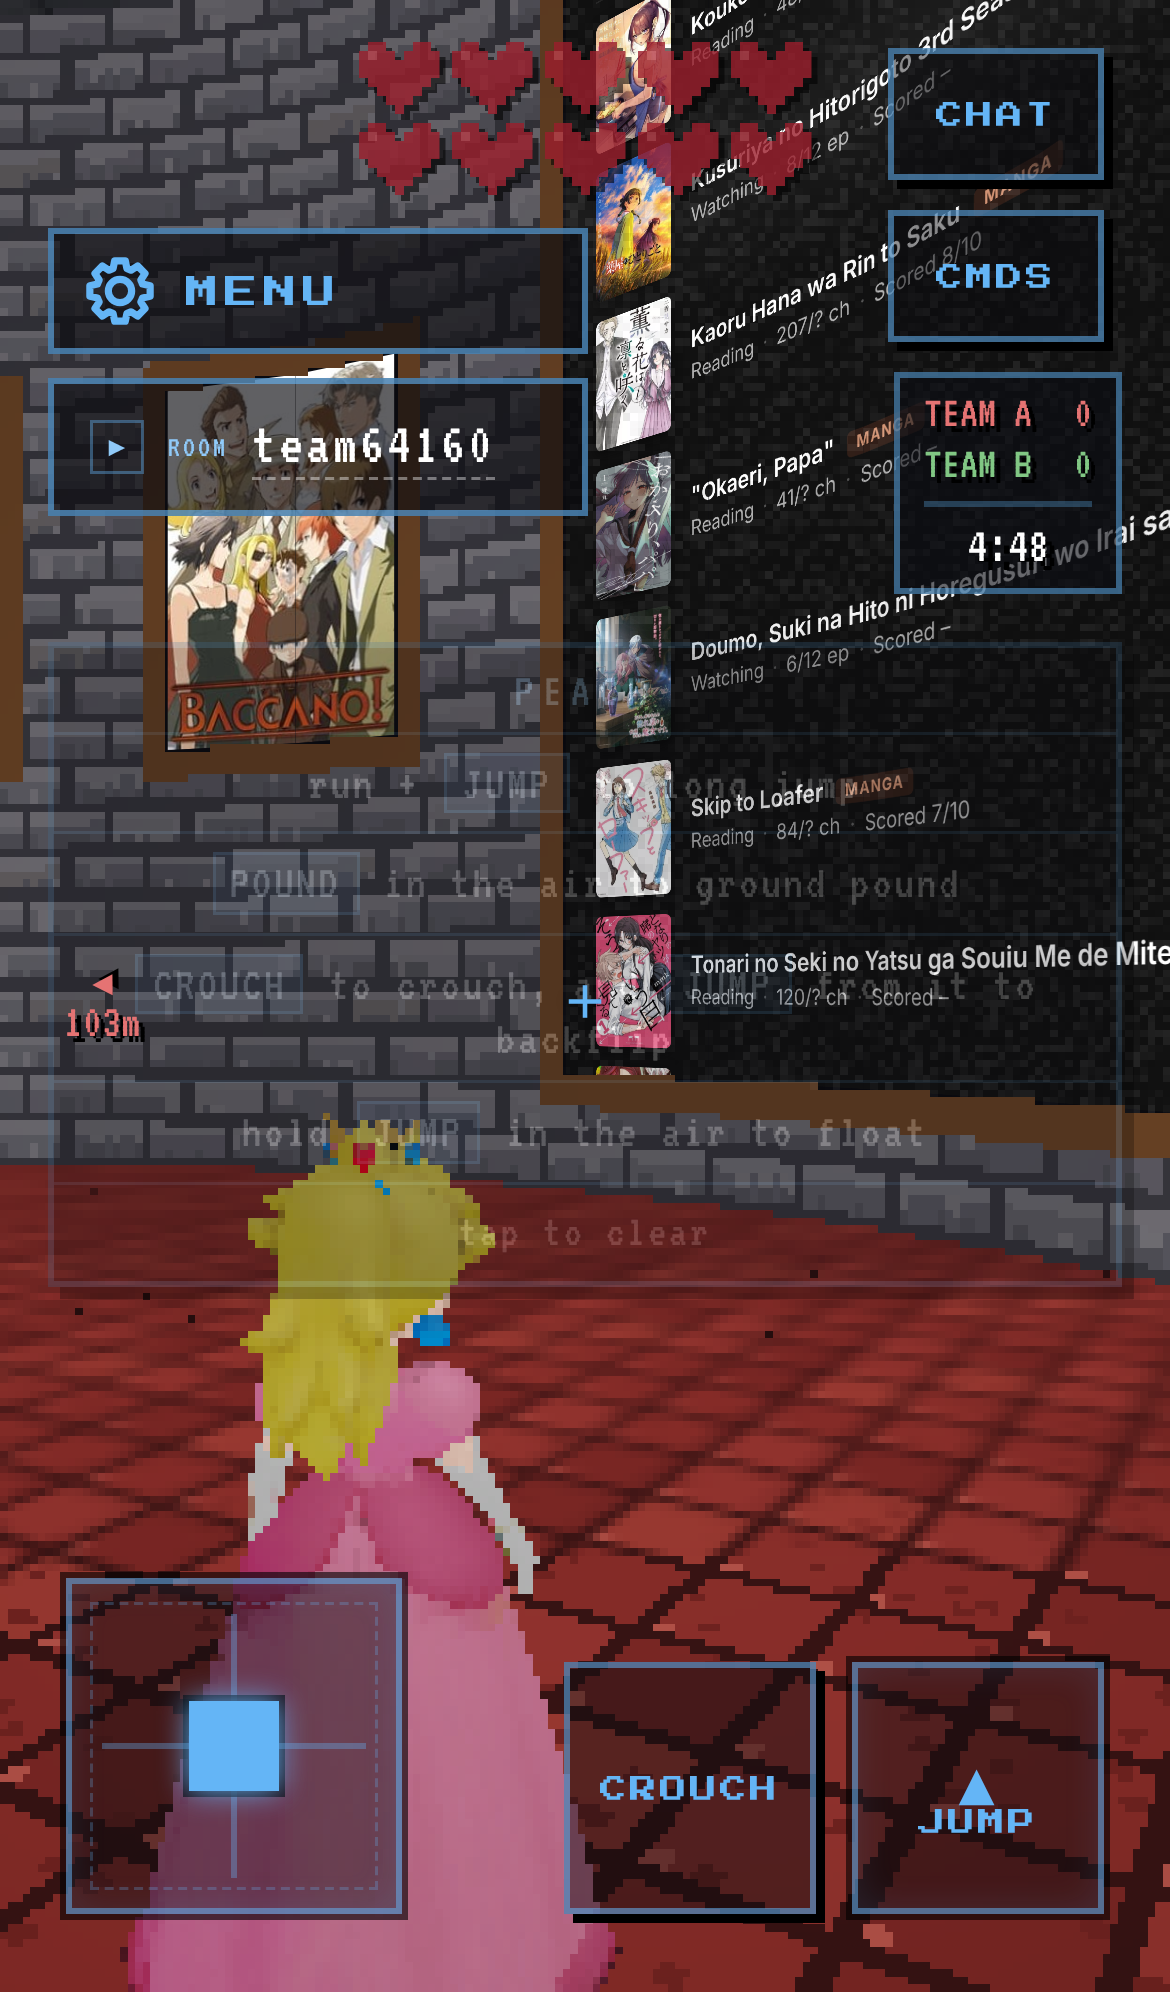 Reading
Hitorigoto 3rd
Kusuriya no
Watching · 8/12 ep · Scored –
MANGA
Kaoru Hana wa Rin to Saku
Reading · 207/? ch · Scored 8/10
"Okaeri, Papa" MANGA
Reading · 41/? ch · Scored –
Doumo, Suki na Hito ni Horegusuri wo Irai sa
Watching · 6/12 ep · Scored –
Skip to Loafer MANGA
Reading · 84/? ch · Scored 7/10
Tonari no Seki no Yatsu ga Souiu Me de Mite
Reading · 120/? ch · Scored –
CHAT
CMDS
MENU
ROOM team64160
TEAM A 0
TEAM B 0
4:48
BACCANO!
run + JUMP long jump
POUND in the air to ground pound
CROUCH to crouch, JUMP from it to
backflip
hold JUMP in the air to float
tap to clear
103m
CROUCH
JUMP